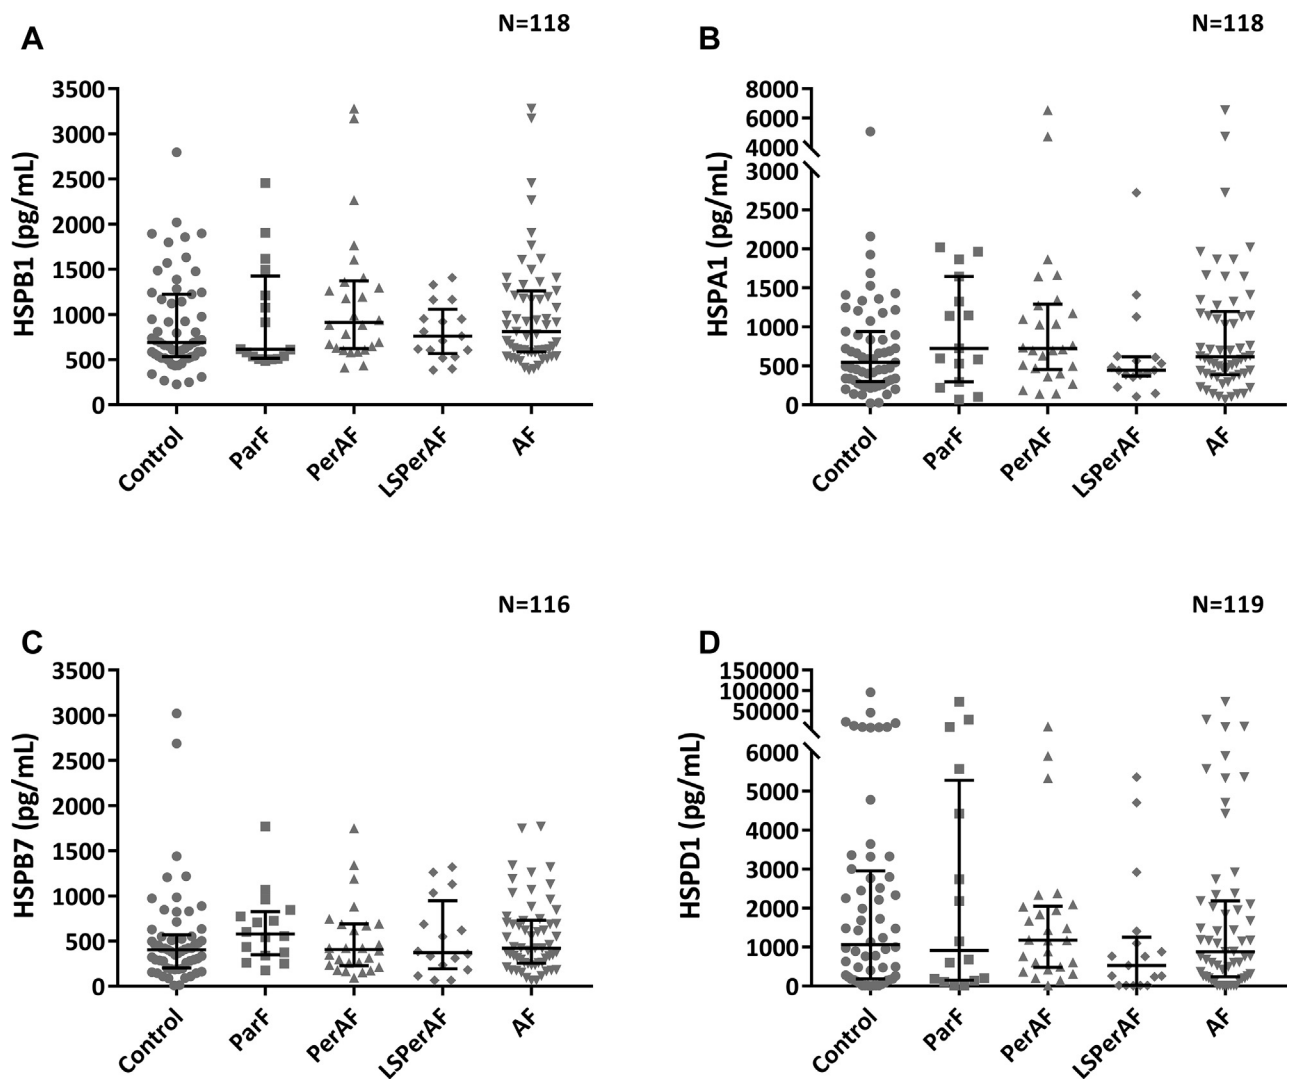 N=118
A
3500
3000
2500
2000
1500
1000
500
0
HSPB1 (pg/mL)
Control
ParF
PerAF
LSPerAF
AF
N=118
B
8000
6000
4000
3000
2500
2000
1500
1000
500
0
HSPA1 (pg/mL)
Control
ParF
PerAF
LSPerAF
AF
N=116
C
3500
3000
2500
2000
1500
1000
500
0
HSPB7 (pg/mL)
Control
ParF
PerAF
LSPerAF
AF
N=119
D
150000
100000
50000
6000
5000
4000
3000
2000
1000
0
HSPD1 (pg/mL)
Control
ParF
PerAF
LSPerAF
AF